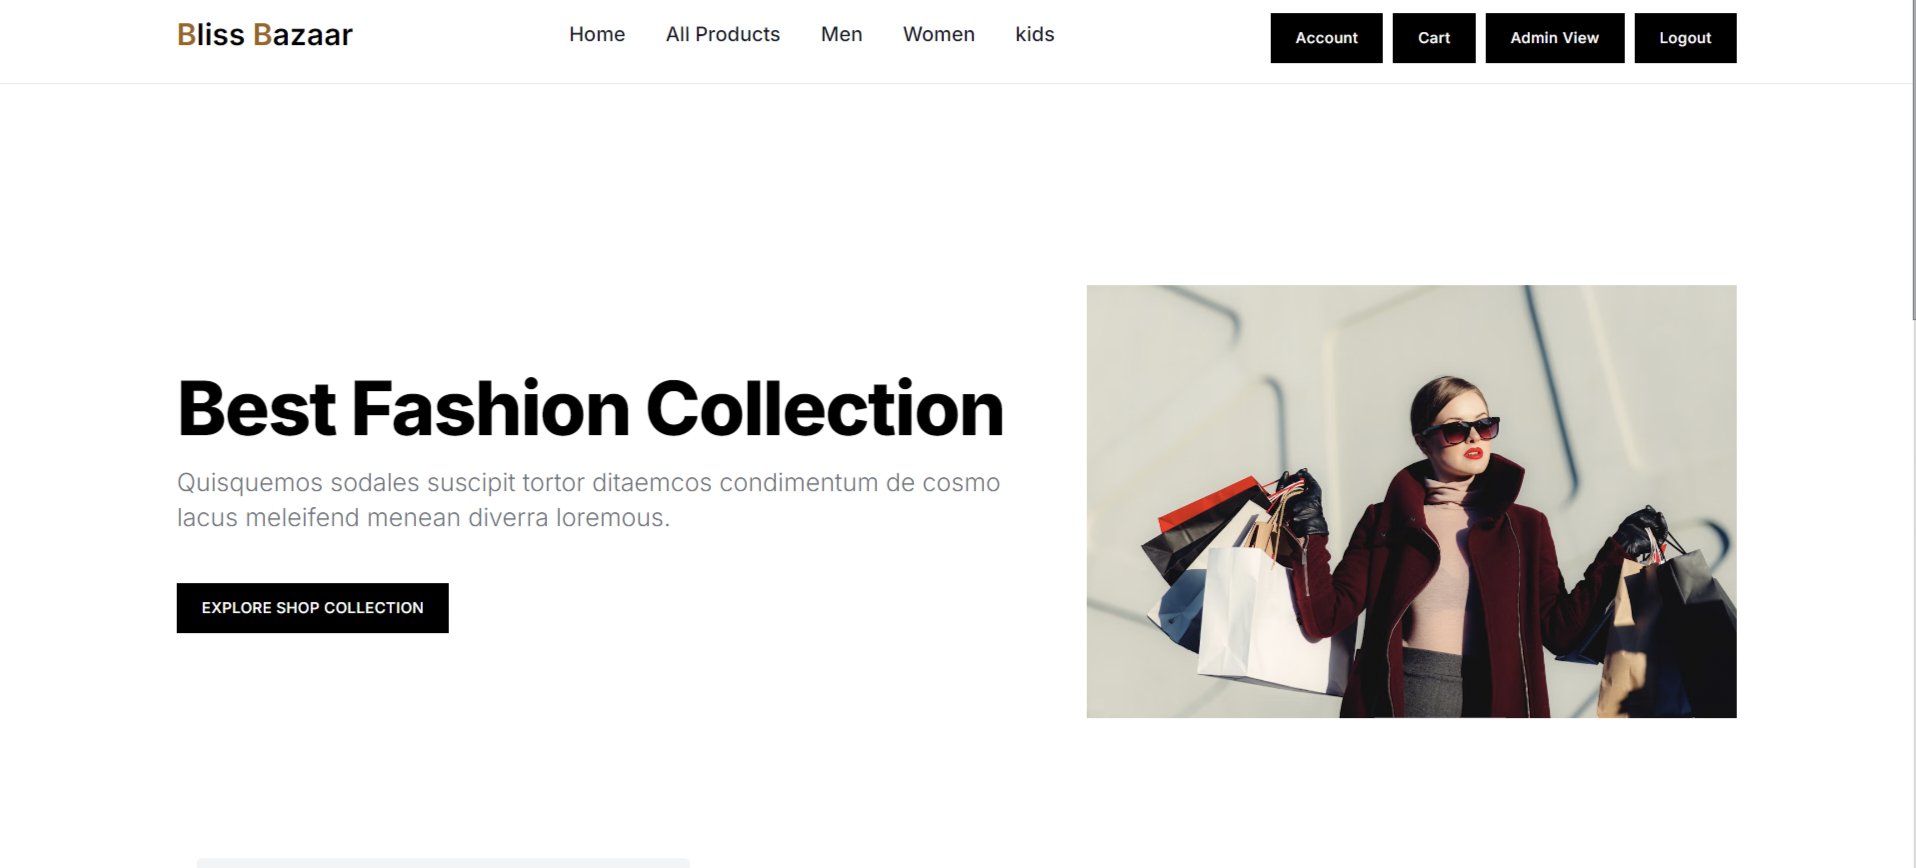 Bliss Bazaar
Home
All Products
Men
Women
kids
Account
Cart
Admin View
Logout
Best Fashion Collection
Quisquemos sodales suscipit tortor ditaemcos condimentum de cosmo
lacus meleifend menean diverra loremous.
EXPLORE SHOP COLLECTION